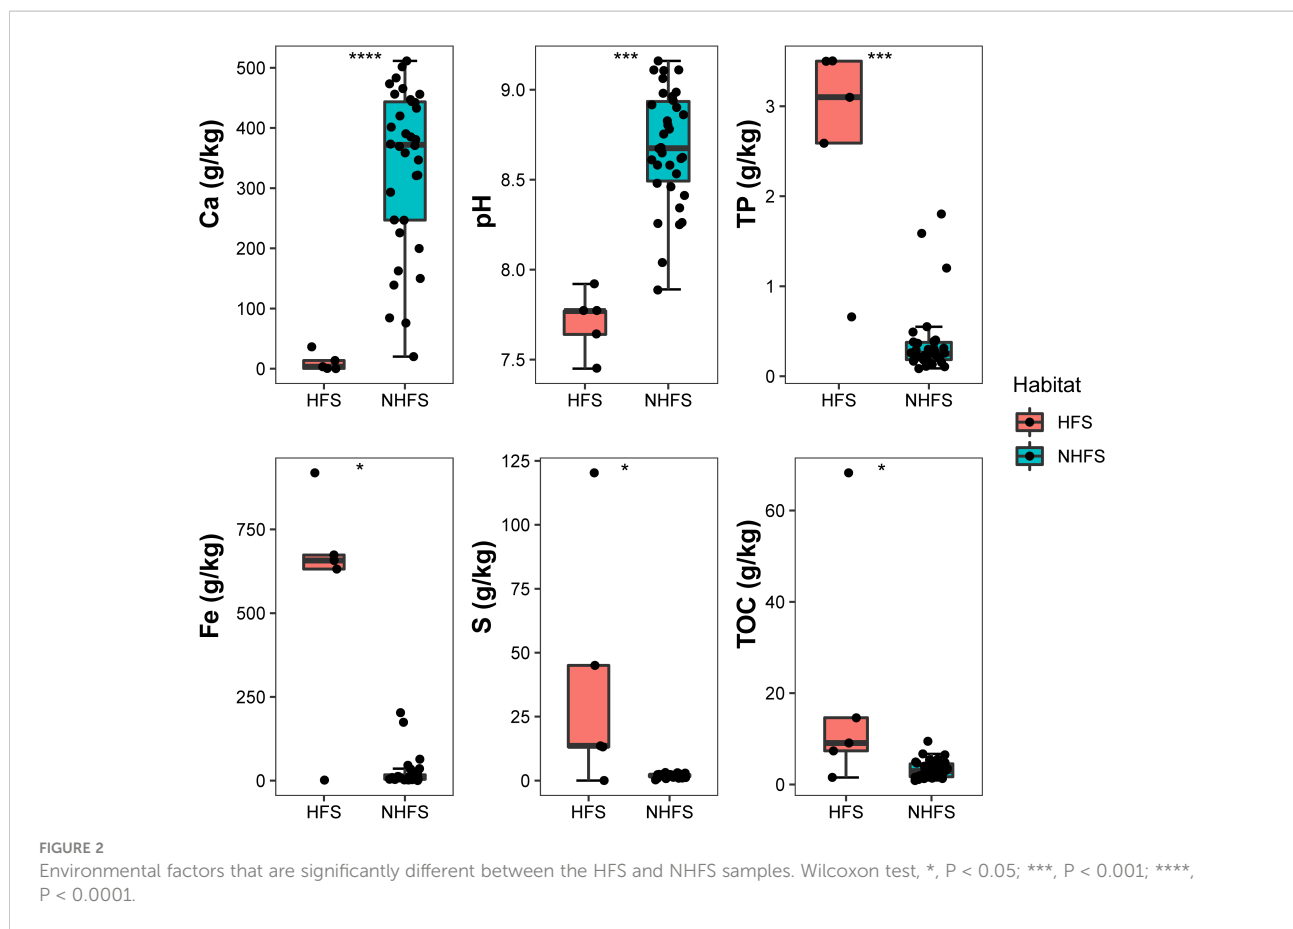 ****
Ca (g/kg)
500
400
300
200
100
0
HFS NHFS
***
pH
9.0
8.5
8.0
7.5
HFS NHFS
***
TP (g/kg)
3
2
1
0
HFS NHFS
Habitat
HFS
NHFS
*
Fe (g/kg)
750
500
250
0
HFS NHFS
*
S (g/kg)
125
100
75
50
25
0
HFS NHFS
*
TOC (g/kg)
60
40
20
0
HFS NHFS
FIGURE 2
Environmental factors that are significantly different between the HFS and NHFS samples. Wilcoxon test, *, P < 0.05; ***, P < 0.001; ****,
P < 0.0001.